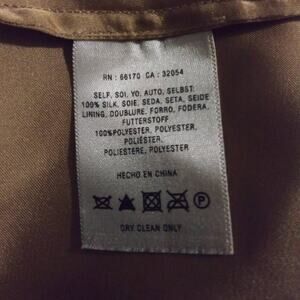 RN : 66170 CA : 32054
SELF, SOI, YO, AUTO, SELBST:
100% SILK, SOIE, SEDA, SETA, SEIDE
LINING, DOUBLURE, FORRO, FODERA,
FUTTERSTOFF
100%POLYESTER, POLYESTER,
POLIÉSTER,
POLIESTERE, POLYESTER
HECHO EN CHINA
P
DRY CLEAN ONLY